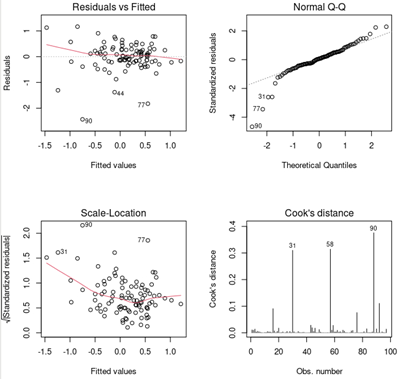 Residuals vs Fitted
Residuals
1
0
-1
-2
44
77
90
-1.5 -1.0 -0.5 0.0 0.5 1.0
Fitted values
Normal Q-Q
Standardized residuals
2
0
-2
-4
31
77
90
-2 -1 0 1 2
Theoretical Quantiles
Scale-Location
√|Standardized residuals|
2.0
1.5
1.0
0.5
0.0
90
31
77
-1.5 -1.0 -0.5 0.0 0.5 1.0
Fitted values
Cook's distance
Cook's distance
0.4
0.3
0.2
0.1
0.0
31
58
90
0 20 40 60 80 100
Obs. number